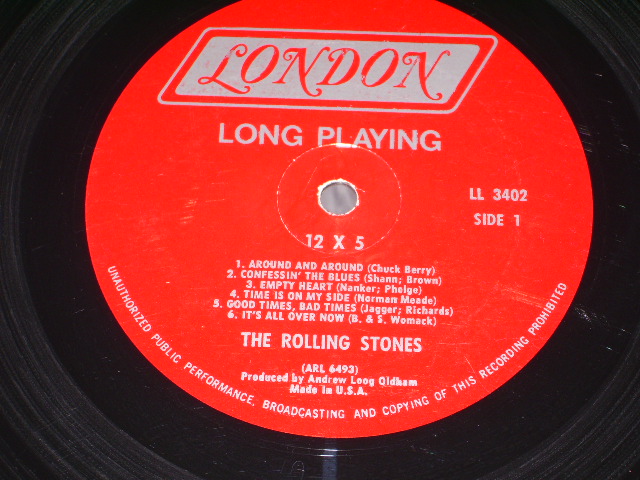 LONDON
LONG PLAYING
LL 3402
SIDE 1
12 X 5
1. AROUND AND AROUND (Chuck Berry)
2. CONFESSIN' THE BLUES (Shann; Brown)
3. EMPTY HEART (Nanker; Phelge)
4. TIME IS ON MY SIDE (Norman Meade)
5. GOOD TIMES, BAD TIMES (Jagger; Richards)
6. IT'S ALL OVER NOW (B. & S. Womack)
THE ROLLING STONES
(ARL 6493)
Produced by Andrew Loog Oldham
Made in U.S.A.
UNAUTHORIZED PUBLIC PERFORMANCE, BROADCASTING AND COPYING OF THIS RECORDING PROHIBITED